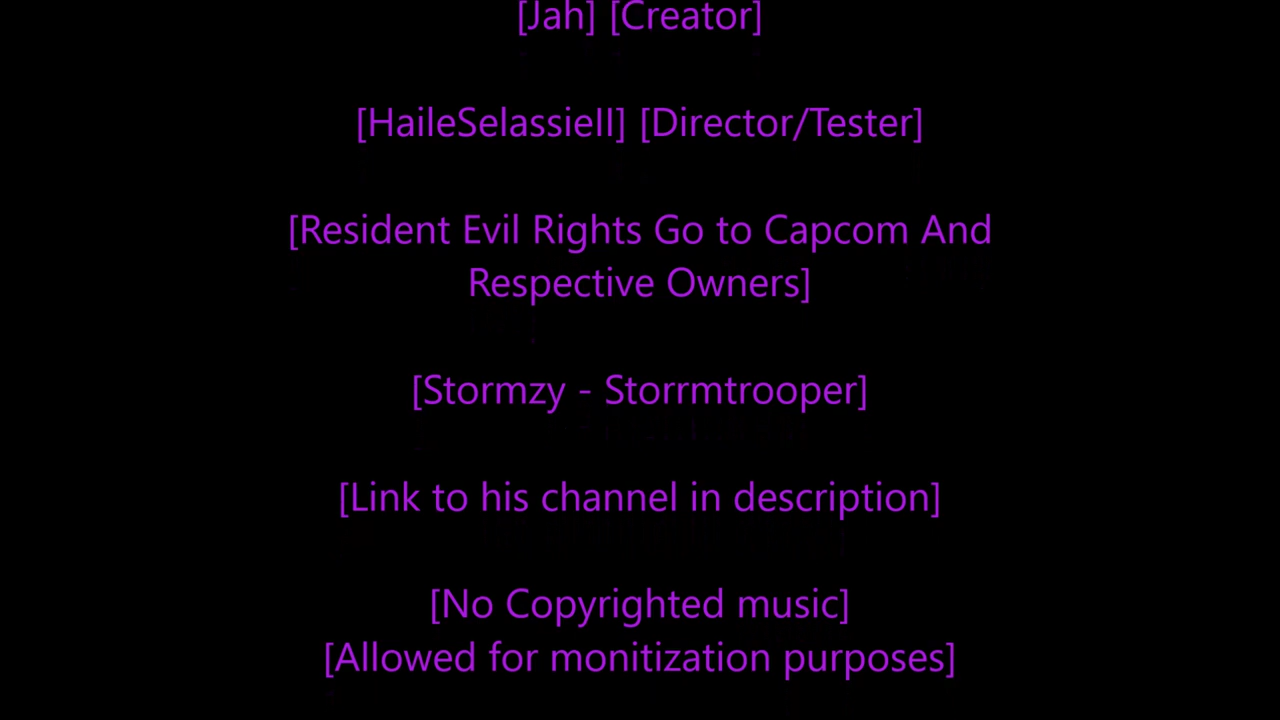 [Jah] [Creator]
[HaileSelassieII] [Director/Tester]
[Resident Evil Rights Go to Capcom And
Respective Owners]
[Stormzy - Storrmtrooper]
[Link to his channel in description]
[No Copyrighted music]
[Allowed for monitization purposes]